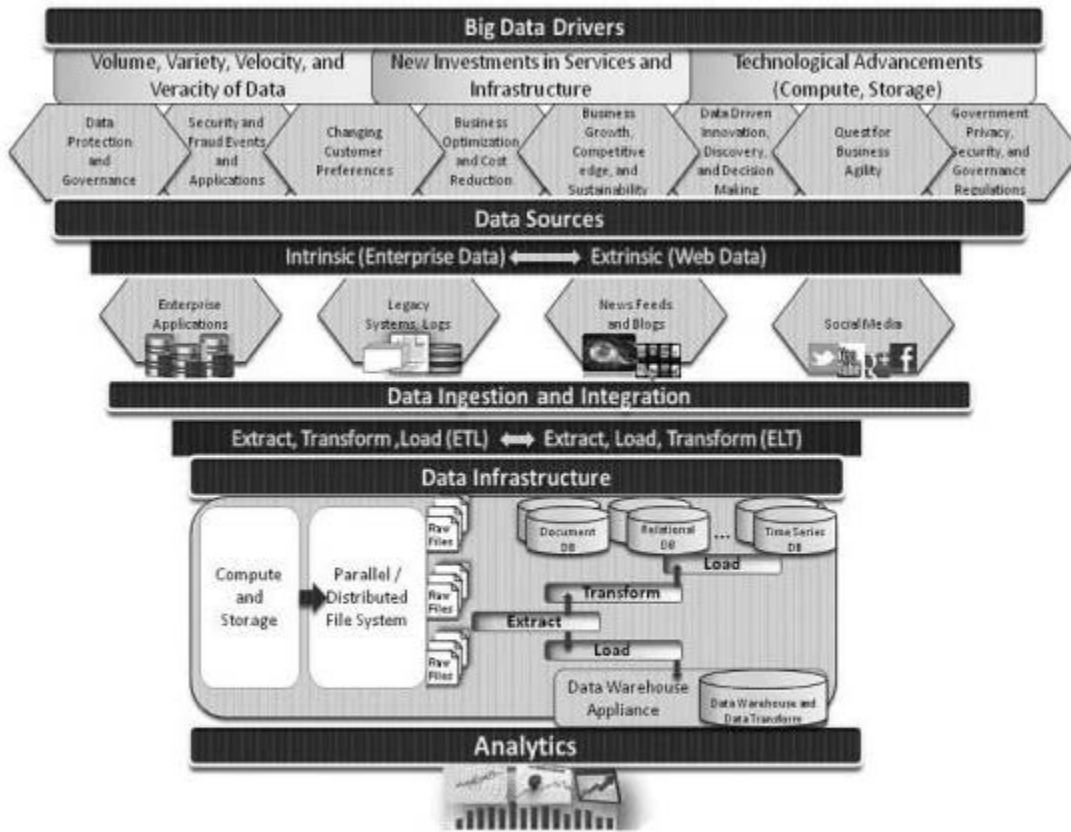 Big Data Drivers
Volume, Variety, Velocity, and
Veracity of Data
New Investments in Services and
Infrastructure
Technological Advancements
(Compute, Storage)
Data
Protection
and
Governance
Security and
Fraud Events
and
Applications
Changing
Customer
Preferences
Business
Optimization
and Cost
Reduction
Business
Growth,
Competitive
edge, and
Sustainability
Data Driven
Innovation,
Discovery,
and Decision
Making
Quest for
Business
Agility
Government
Privacy,
Security, and
Governance
Regulations
Data Sources
Intrinsic (Enterprise Data)
Extrinsic (Web Data)
Enterprise
Applications
Legacy
Systems, Logs
News Feeds
and Blogs
Social Media
You
f
Data Ingestion and Integration
Extract, Transform ,Load (ETL)
Extract, Load, Transform (ELT)
Data Infrastructure
Compute
and
Storage
Parallel /
Distributed
File System
Raw
Files
Raw
Files
Raw
Files
Document
DB
Relational
DB
...
Time Series
DB
Load
Transform
Extract
Load
Data Warehouse
Appliance
Data Warehouse and
Data Transform
Analytics